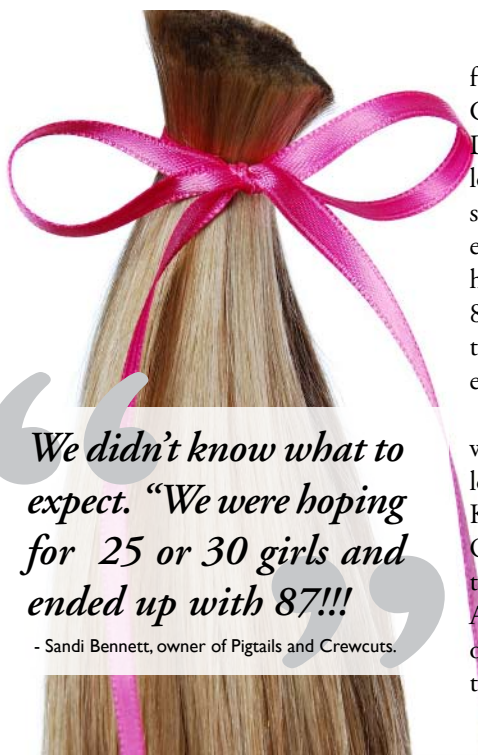 We didn't know what to
expect. “We were hoping
for 25 or 30 girls and
ended up with 87!!!
- Sandi Bennett, owner of Pigtails and Crewcuts.